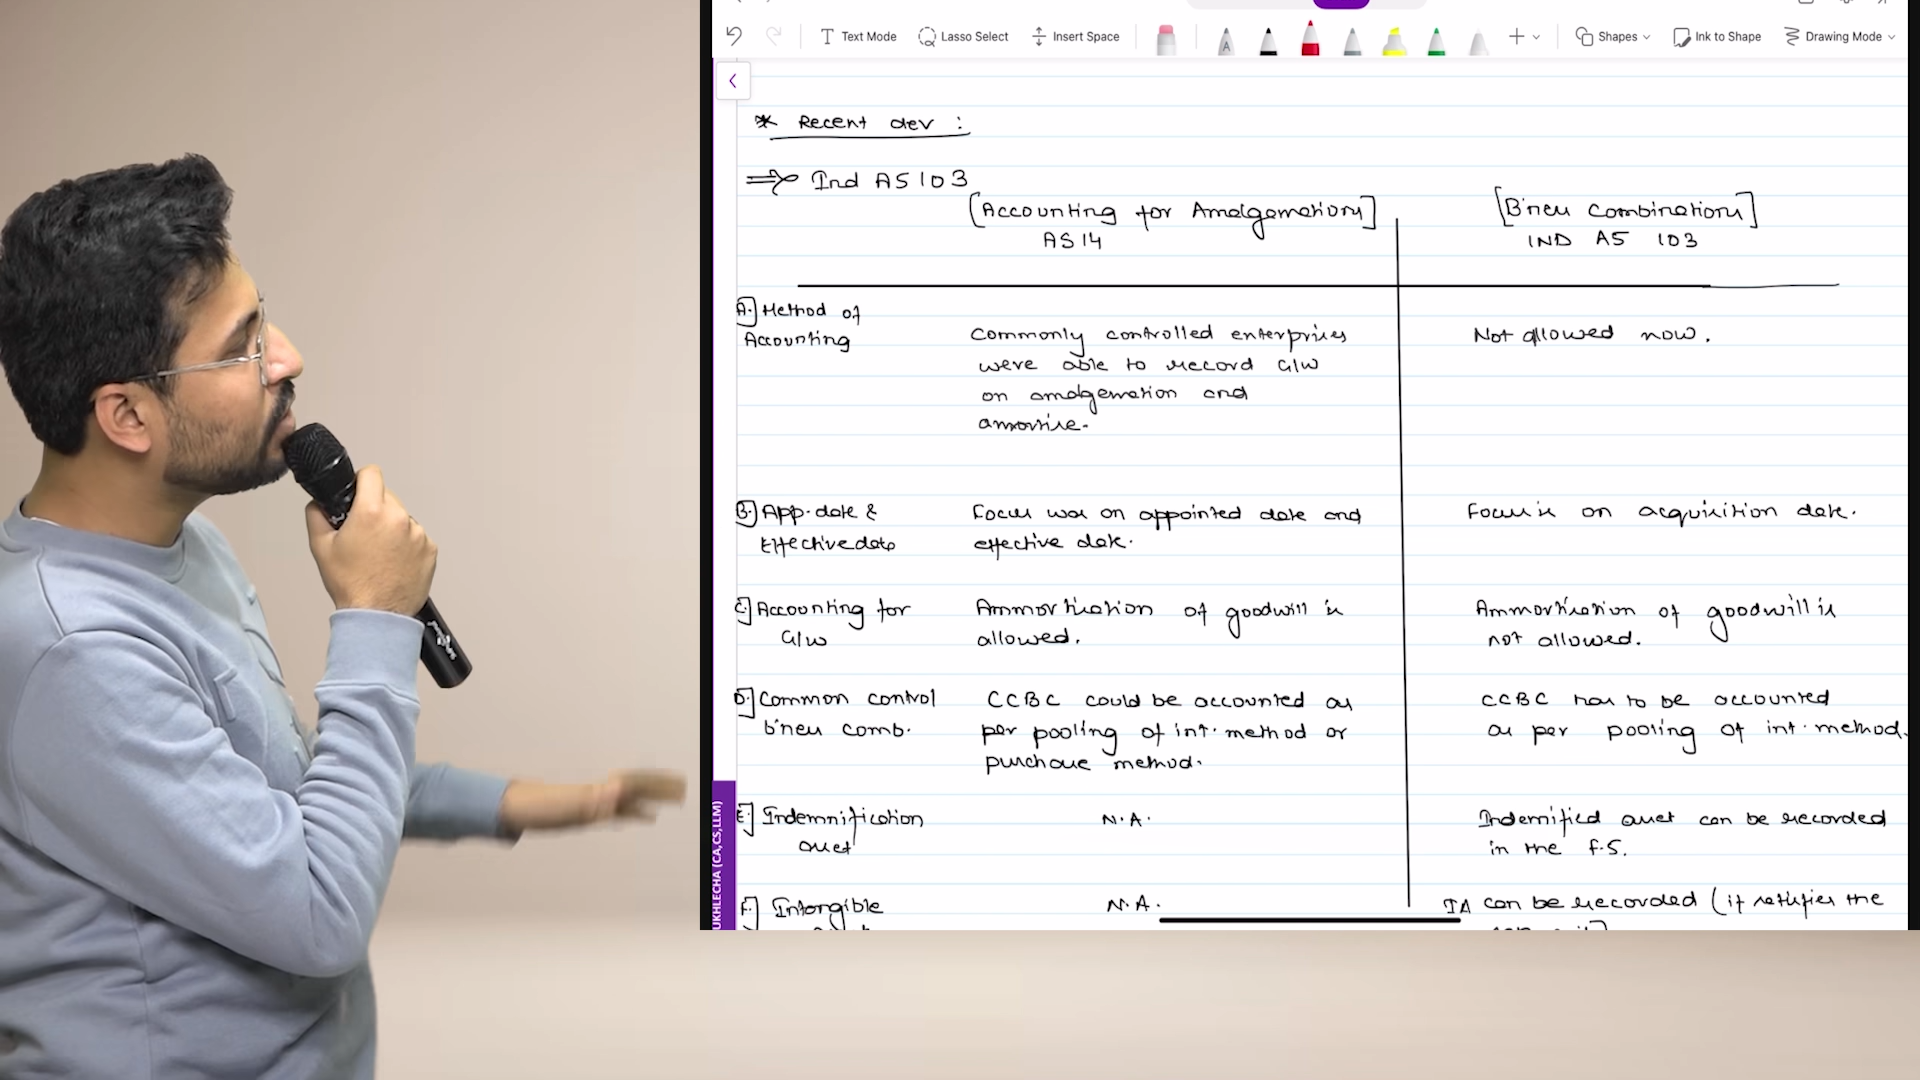 Text Mode Lasso Select Insert Space Shapes Ink to Shape Drawing Mode
* Recent dev :
⇒ Ind AS 103
[Accounting for Amalgamations] [B'ness Combinations]
AS 14 IND AS 103
A.] Method of
Accounting
Commonly controlled enterprises Not allowed now.
were able to record G/W
on amalgamation and
amortise.
B.] App. date & Focus was on appointed date and Focus is on acquisition date.
Effective date effective date.
C.] Accounting for Ammortisation of goodwill is Ammortisation of goodwill is
G/W allowed. not allowed.
D.] Common control CCBC could be accounted as CCBC has to be accounted
b'ness comb. per pooling of int. method or as per pooling of int. method.
purchase method.
E.] Indemnification N.A. Indemnified asset can be recorded
asset in the F.S.
F.] Intangible N.A. IA can be recorded (if satisfies the
UKHLECHA (CA,CS,LLM)